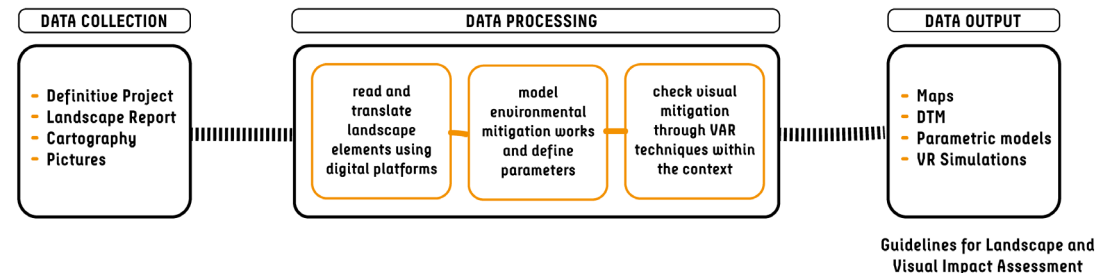 DATA COLLECTION
DATA PROCESSING
DATA OUTPUT
- Definitive Project
- Landscape Report
- Cartography
- Pictures
read and
translate
landscape
elements using
digital platforms
model
environmental
mitigation works
and define
parameters
check visual
mitigation
through VAR
techniques within
the context
- Maps
- DTM
- Parametric models
- VR Simulations
Guidelines for Landscape and
Visual Impact Assessment